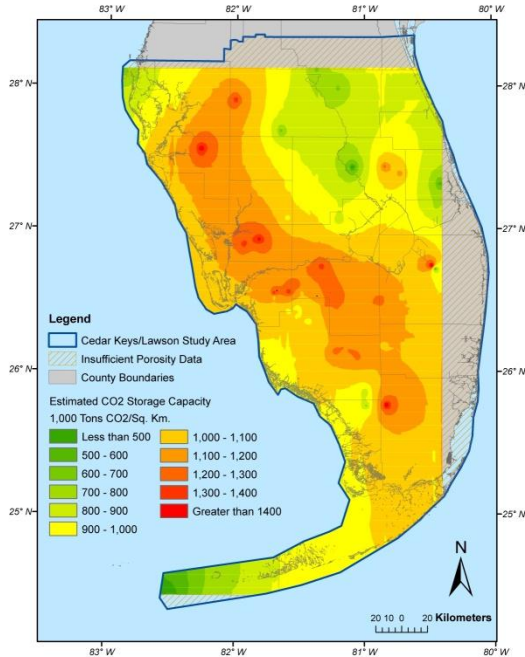 83° W 82° W 81° W 80° W
28° N 28° N
27° N 27° N
26° N 26° N
25° N 25° N
Legend
Cedar Keys/Lawson Study Area
Insufficient Porosity Data
County Boundaries
Estimated CO2 Storage Capacity
1,000 Tons CO2/Sq. Km.
Less than 500 1,000 - 1,100
500 - 600 1,100 - 1,200
600 - 700 1,200 - 1,300
700 - 800 1,300 - 1,400
800 - 900 Greater than 1400
900 - 1,000
N
20 10 0 20 Kilometers
83° W 82° W 81° W 80° W